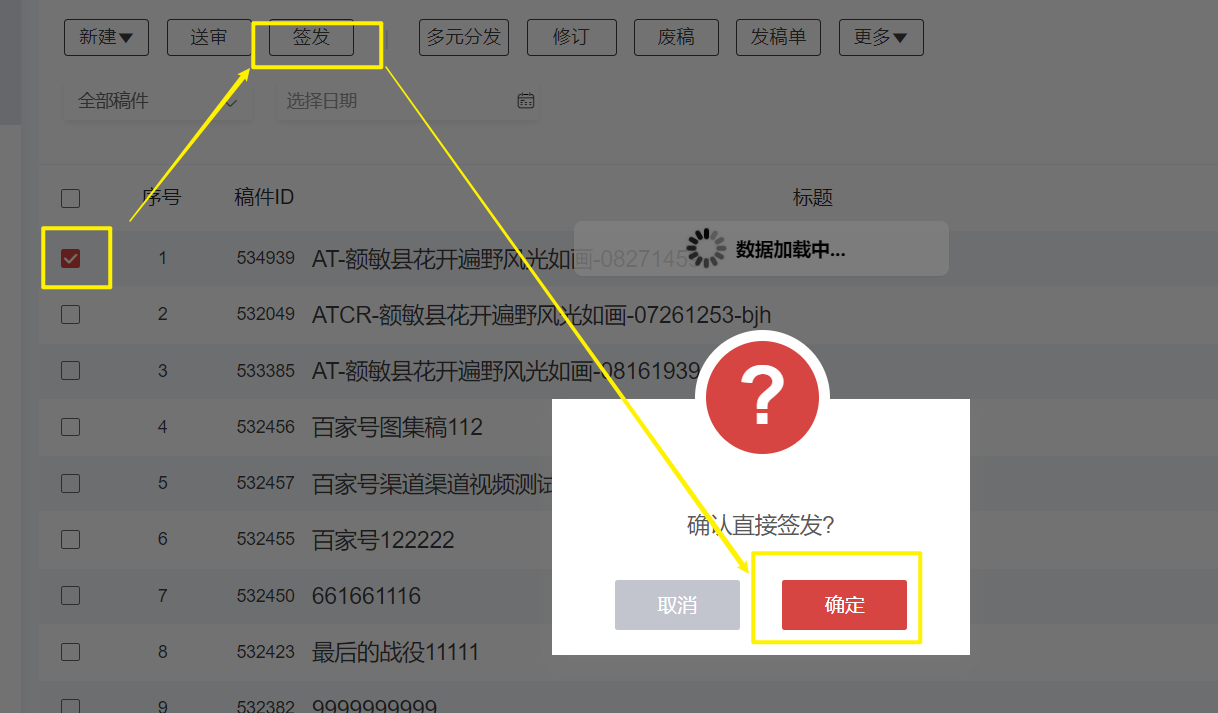 新建▼ 送审 签发 多元分发 修订 废稿 发稿单 更多▼
全部稿件 选择日期
序号 稿件ID 标题
1 534939 AT-额敏县花开遍野风光如画-0827145
数据加载中...
2 532049 ATCR-额敏县花开遍野风光如画-07261253-bjh
3 533385 AT-额敏县花开遍野风光如画-08161939
4 532456 百家号图集稿112
5 532457 百家号渠道渠道视频测试
6 532455 百家号122222
7 532450 661661116
8 532423 最后的战役11111
9 532382 9999999999
?
确认直接签发?
取消 确定